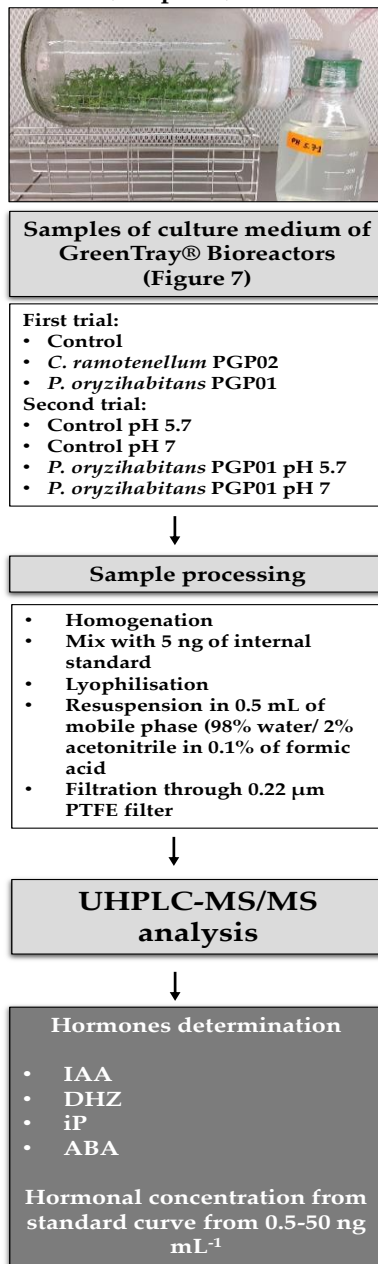 Samples of culture medium of
GreenTray® Bioreactors
(Figure 7)
First trial:
• Control
• C. ramotenellum PGP02
• P. oryzihabitans PGP01
Second trial:
• Control pH 5.7
• Control pH 7
• P. oryzihabitans PGP01 pH 5.7
• P. oryzihabitans PGP01 pH 7
Sample processing
• Homogenation
• Mix with 5 ng of internal
standard
• Lyophilisation
• Resuspension in 0.5 mL of
mobile phase (98% water/ 2%
acetonitrile in 0.1% of formic
acid
• Filtration through 0.22 µm
PTFE filter
UHPLC-MS/MS
analysis
Hormones determination
• IAA
• DHZ
• iP
• ABA
Hormonal concentration from
standard curve from 0.5-50 ng
mL-1